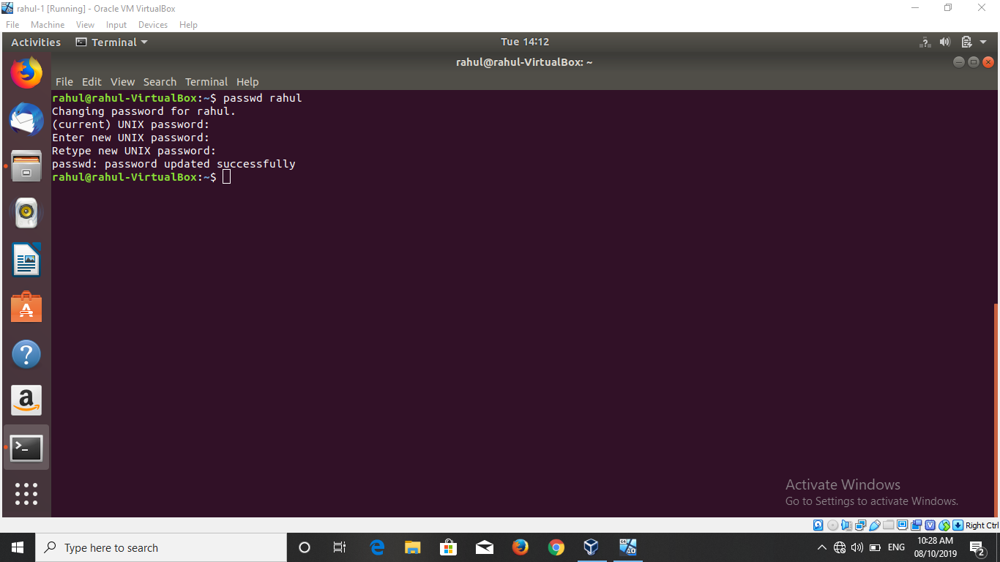 rahul-1 [Running] - Oracle VM VirtualBox
File Machine View Input Devices Help
Activities Terminal Tue 14:12
rahul@rahul-VirtualBox: ~
File Edit View Search Terminal Help
rahul@rahul-VirtualBox:~$ passwd rahul
Changing password for rahul.
(current) UNIX password:
Enter new UNIX password:
Retype new UNIX password:
passwd: password updated successfully
rahul@rahul-VirtualBox:~$
Activate Windows
Go to Settings to activate Windows.
Right Ctrl
Type here to search
ENG
10:28 AM
08/10/2019
2